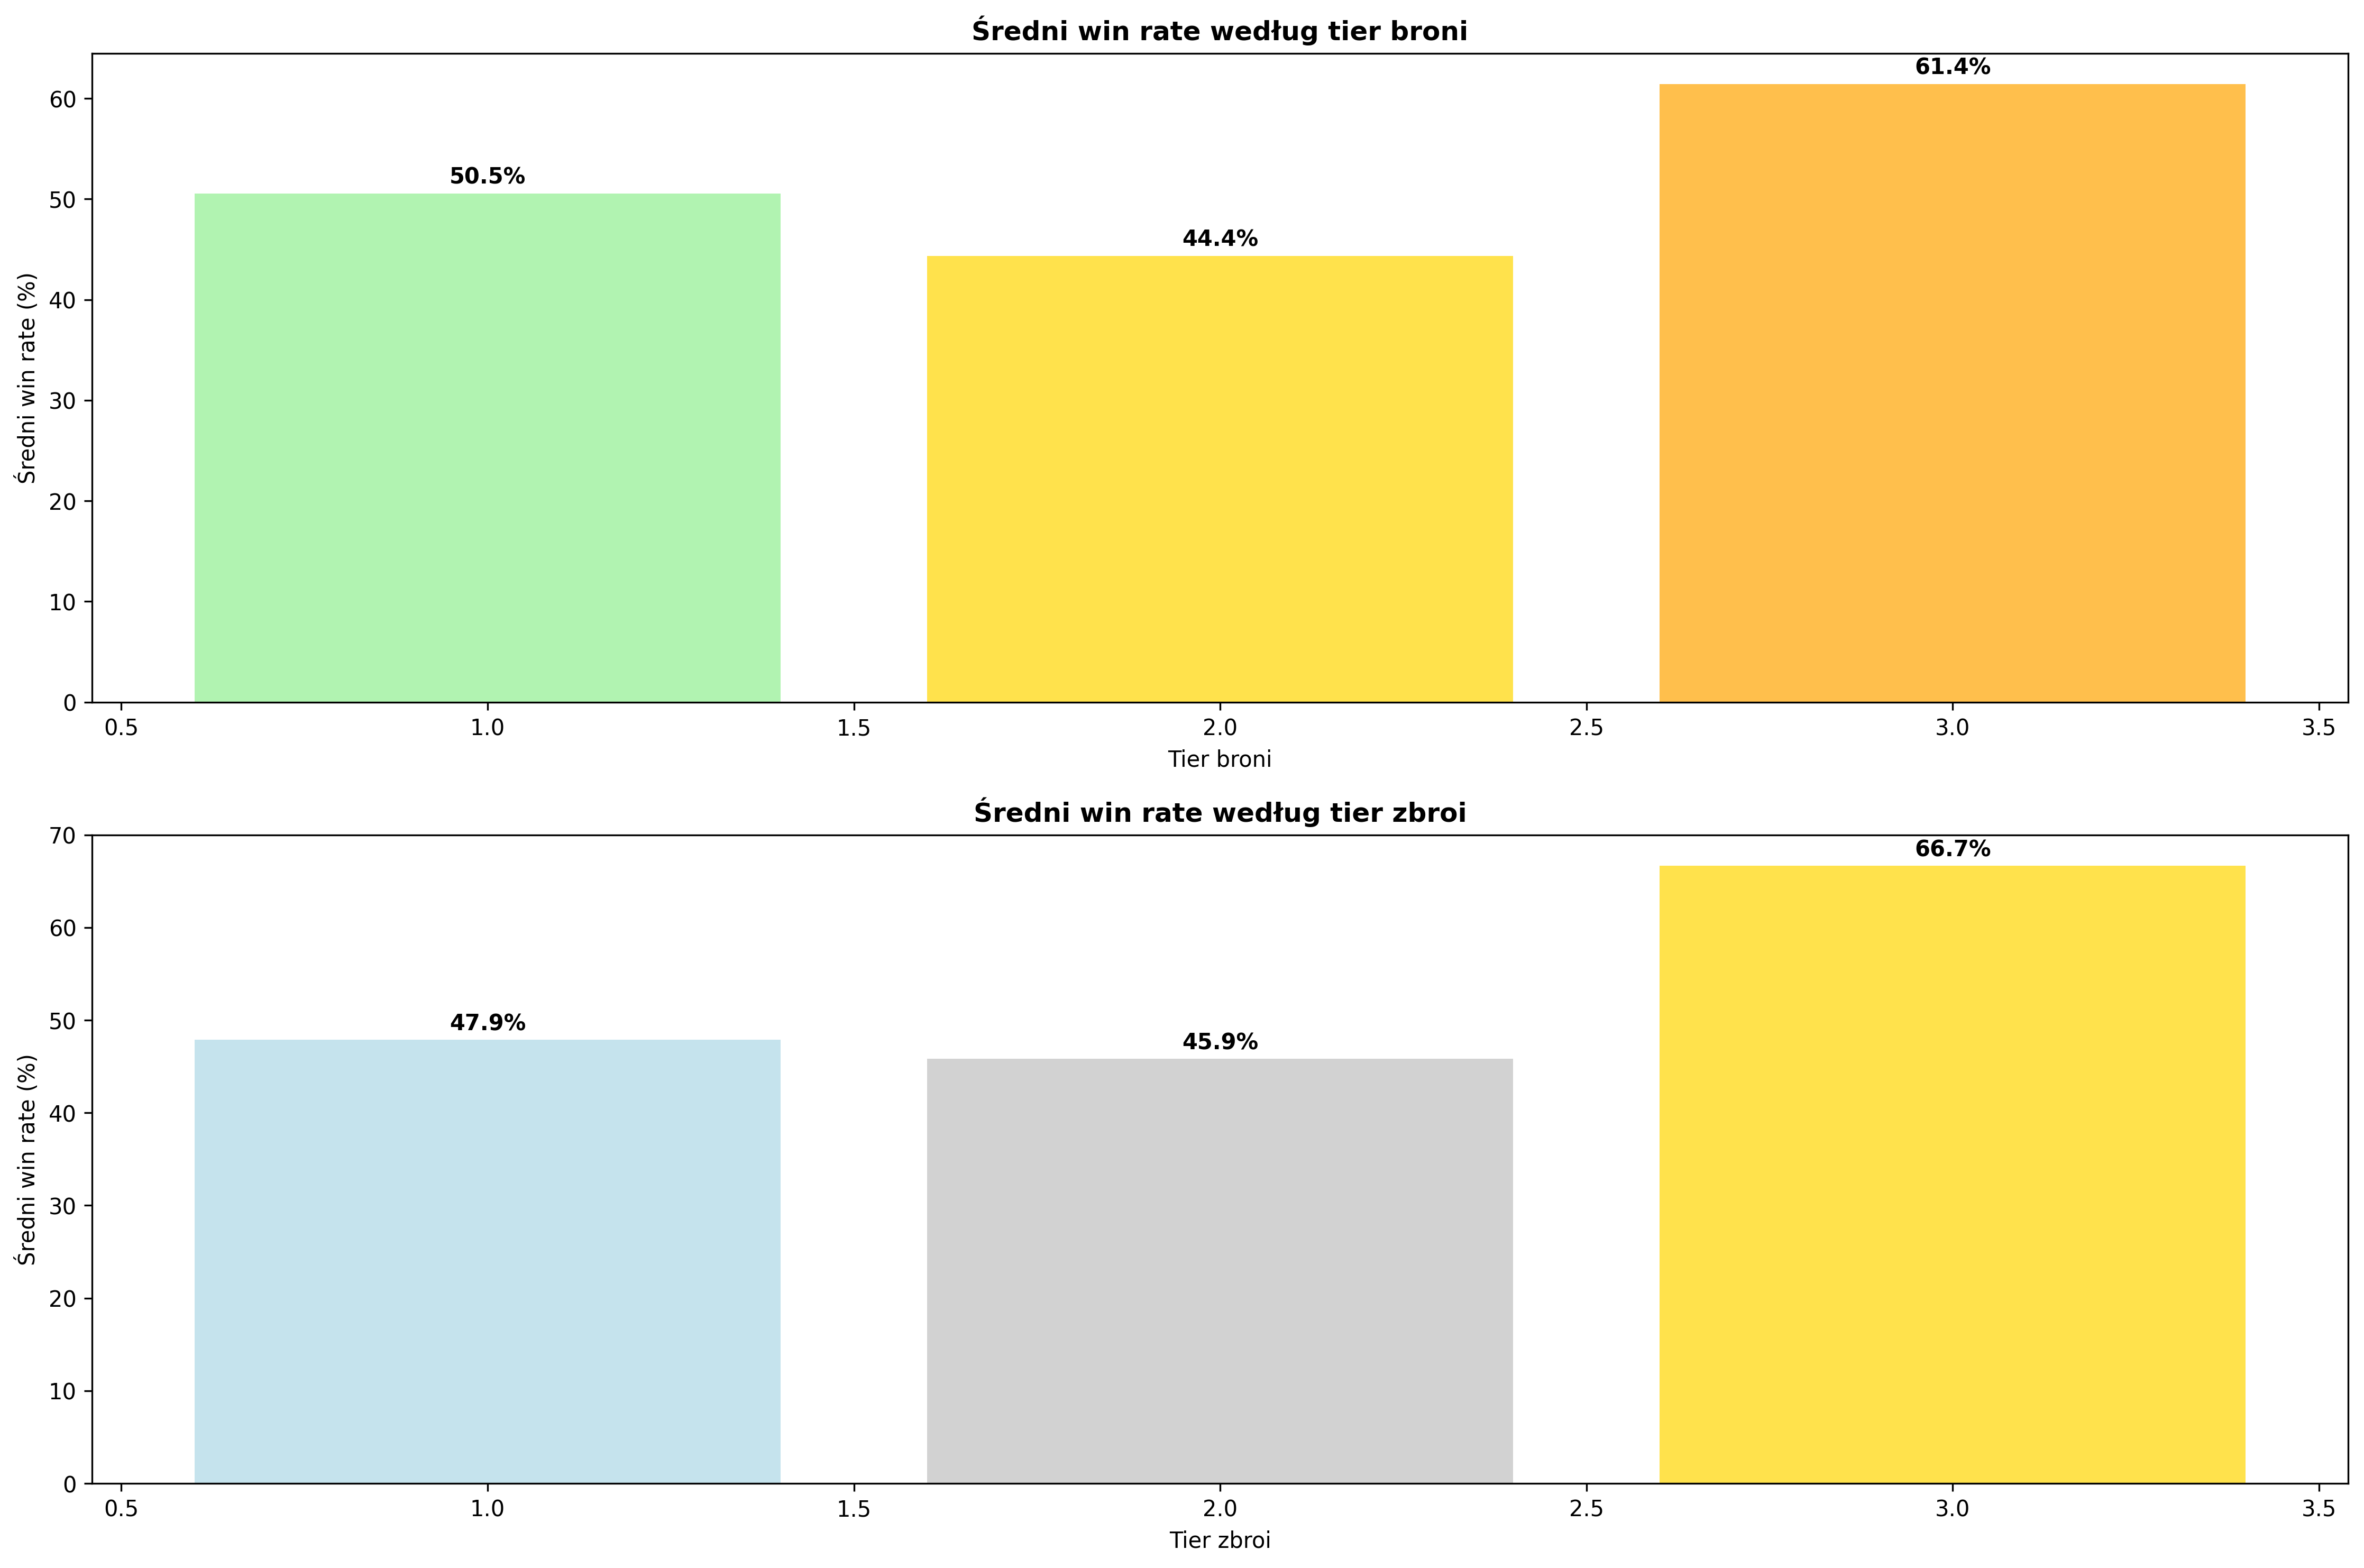 Średni win rate według tier broni
61.4%
60
50.5%
50
44.4%
40
Średni win rate (%)
30
20
10
0
0.5 1.0 1.5 2.0 2.5 3.0 3.5
Tier broni
Średni win rate według tier zbroi
70
66.7%
60
50
47.9%
45.9%
40
Średni win rate (%)
30
20
10
0
0.5 1.0 1.5 2.0 2.5 3.0 3.5
Tier zbroi